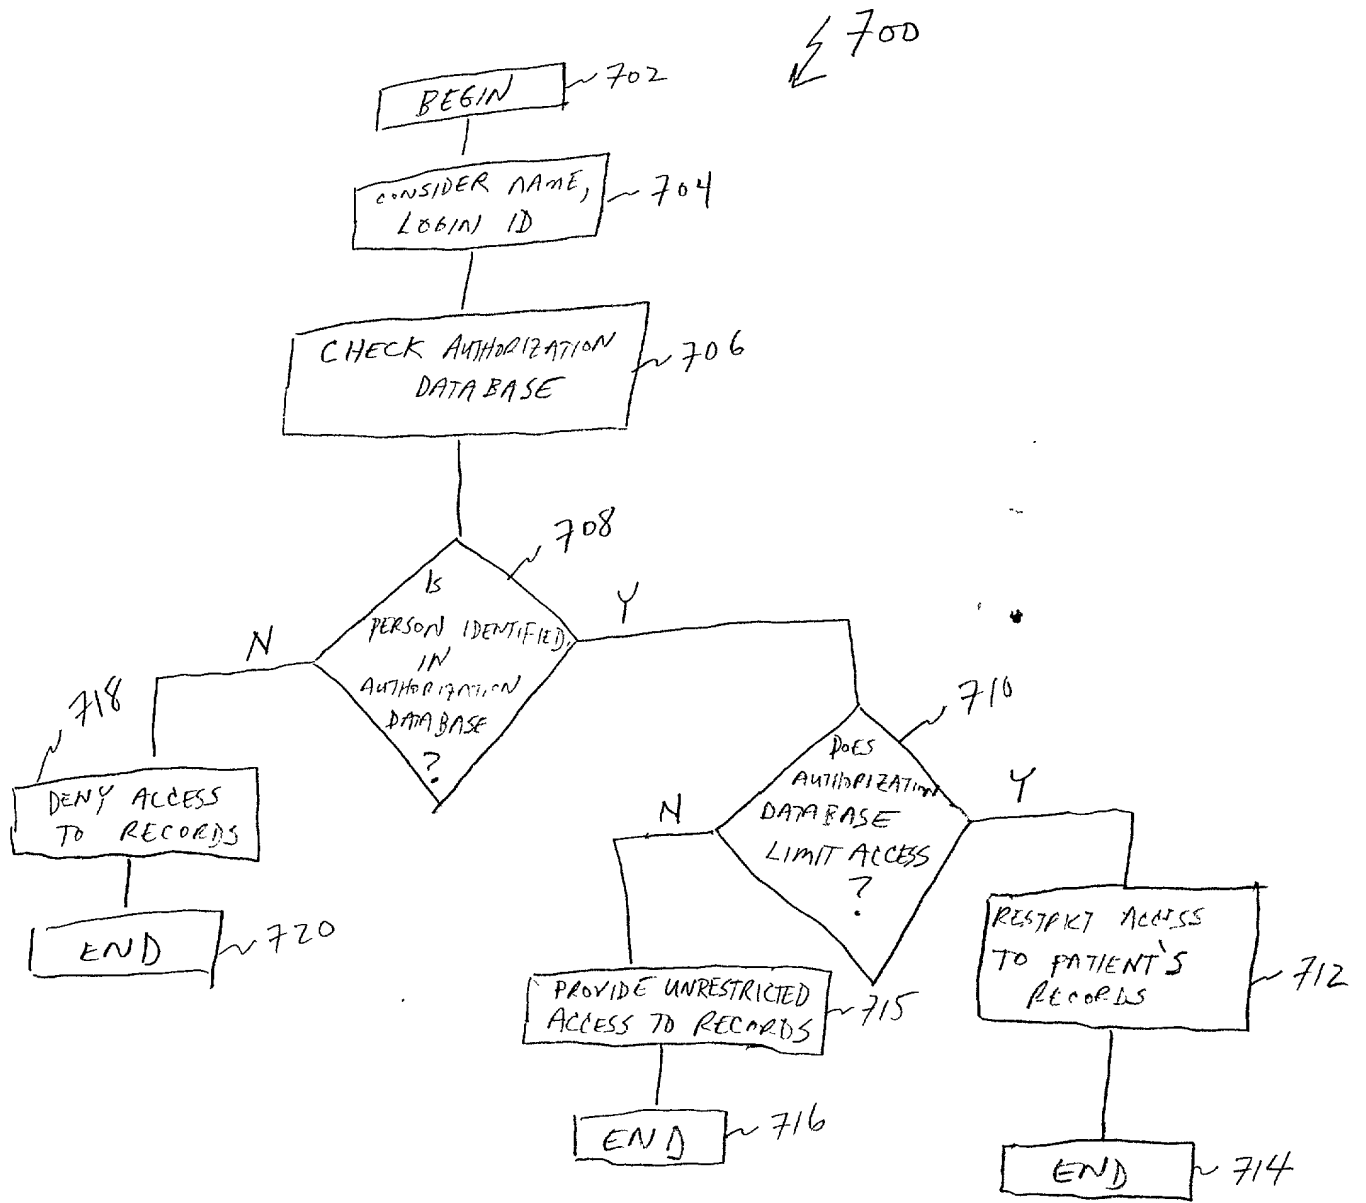 700
BEGIN
702
CONSIDER NAME,
LOGIN ID
704
CHECK AUTHORIZATION
DATABASE
706
708
Is
PERSON IDENTIFIED
IN
AUTHORIZATION
DATABASE
?
N
Y
718
DENY ACCESS
TO RECORDS
END
720
710
DOES
AUTHORIZATION
DATABASE
LIMIT ACCESS
?
N
Y
PROVIDE UNRESTRICTED
ACCESS TO RECORDS
715
END
716
RESTRICT ACCESS
TO PATIENT'S
RECORDS
712
END
714